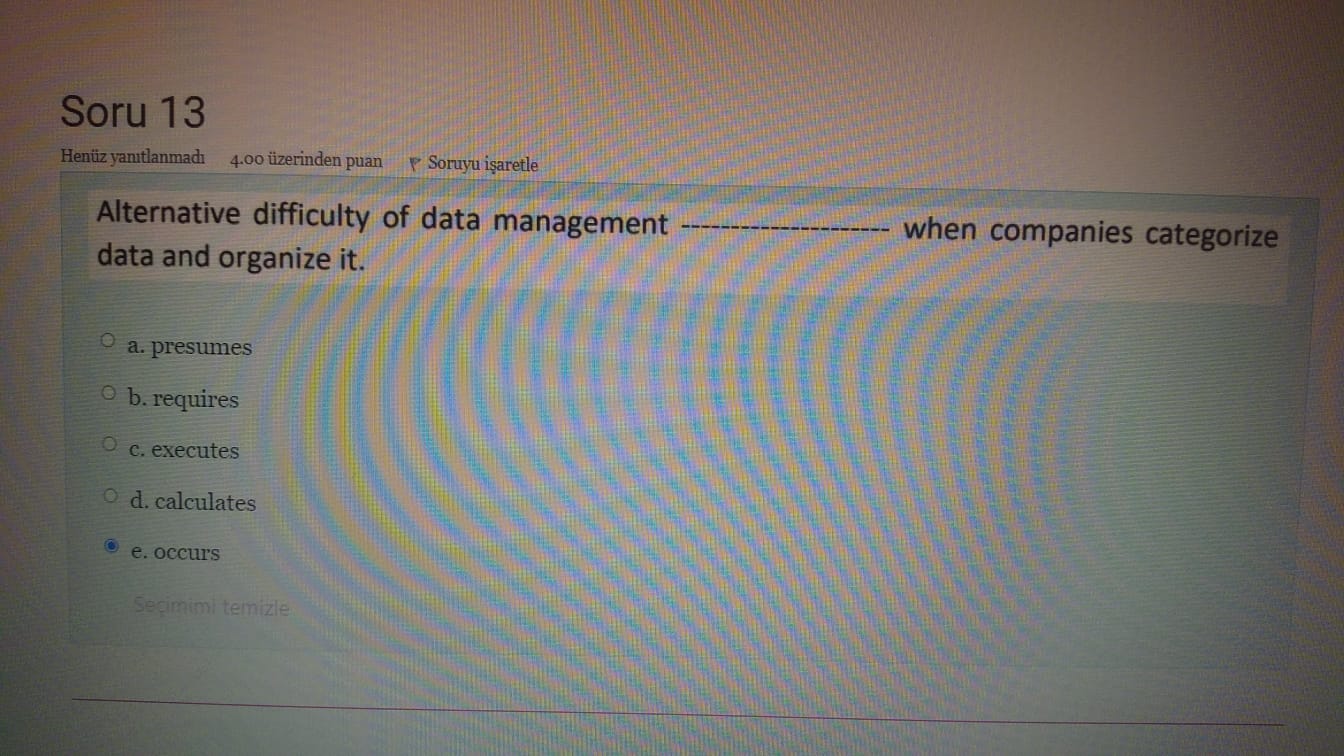 Soru 13
Henüz yanıtlanmadı 4.00 üzerinden puan Soruyu işaretle
Alternative difficulty of data management --------------------- when companies categorize
data and organize it.
a. presumes
b. requires
c. executes
d. calculates
e. occurs
Seçimimi temizle